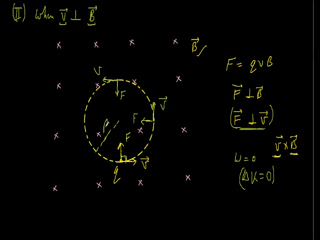 (II) when v⃗ ⊥ B⃗
B⃗
V⃗
F
F = qvB
F⃗ ⊥ B⃗
(F⃗ ⊥ v⃗)
V⃗
F
F
v⃗ × B⃗
W=0
(ΔK=0)
q
V⃗